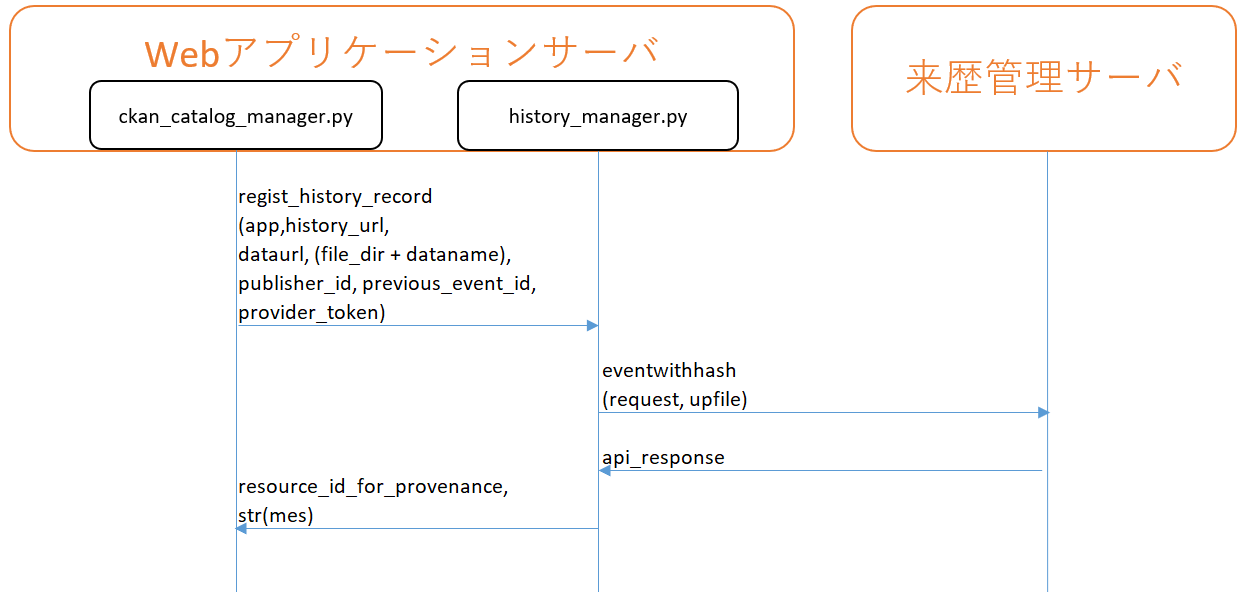 Webアプリケーションサーバ
来歴管理サーバ
ckan_catalog_manager.py
history_manager.py
regist_history_record
(app,history_url,
dataurl, (file_dir + dataname),
publisher_id, previous_event_id,
provider_token)
eventwithhash
(request, upfile)
api_response
resource_id_for_provenance,
str(mes)